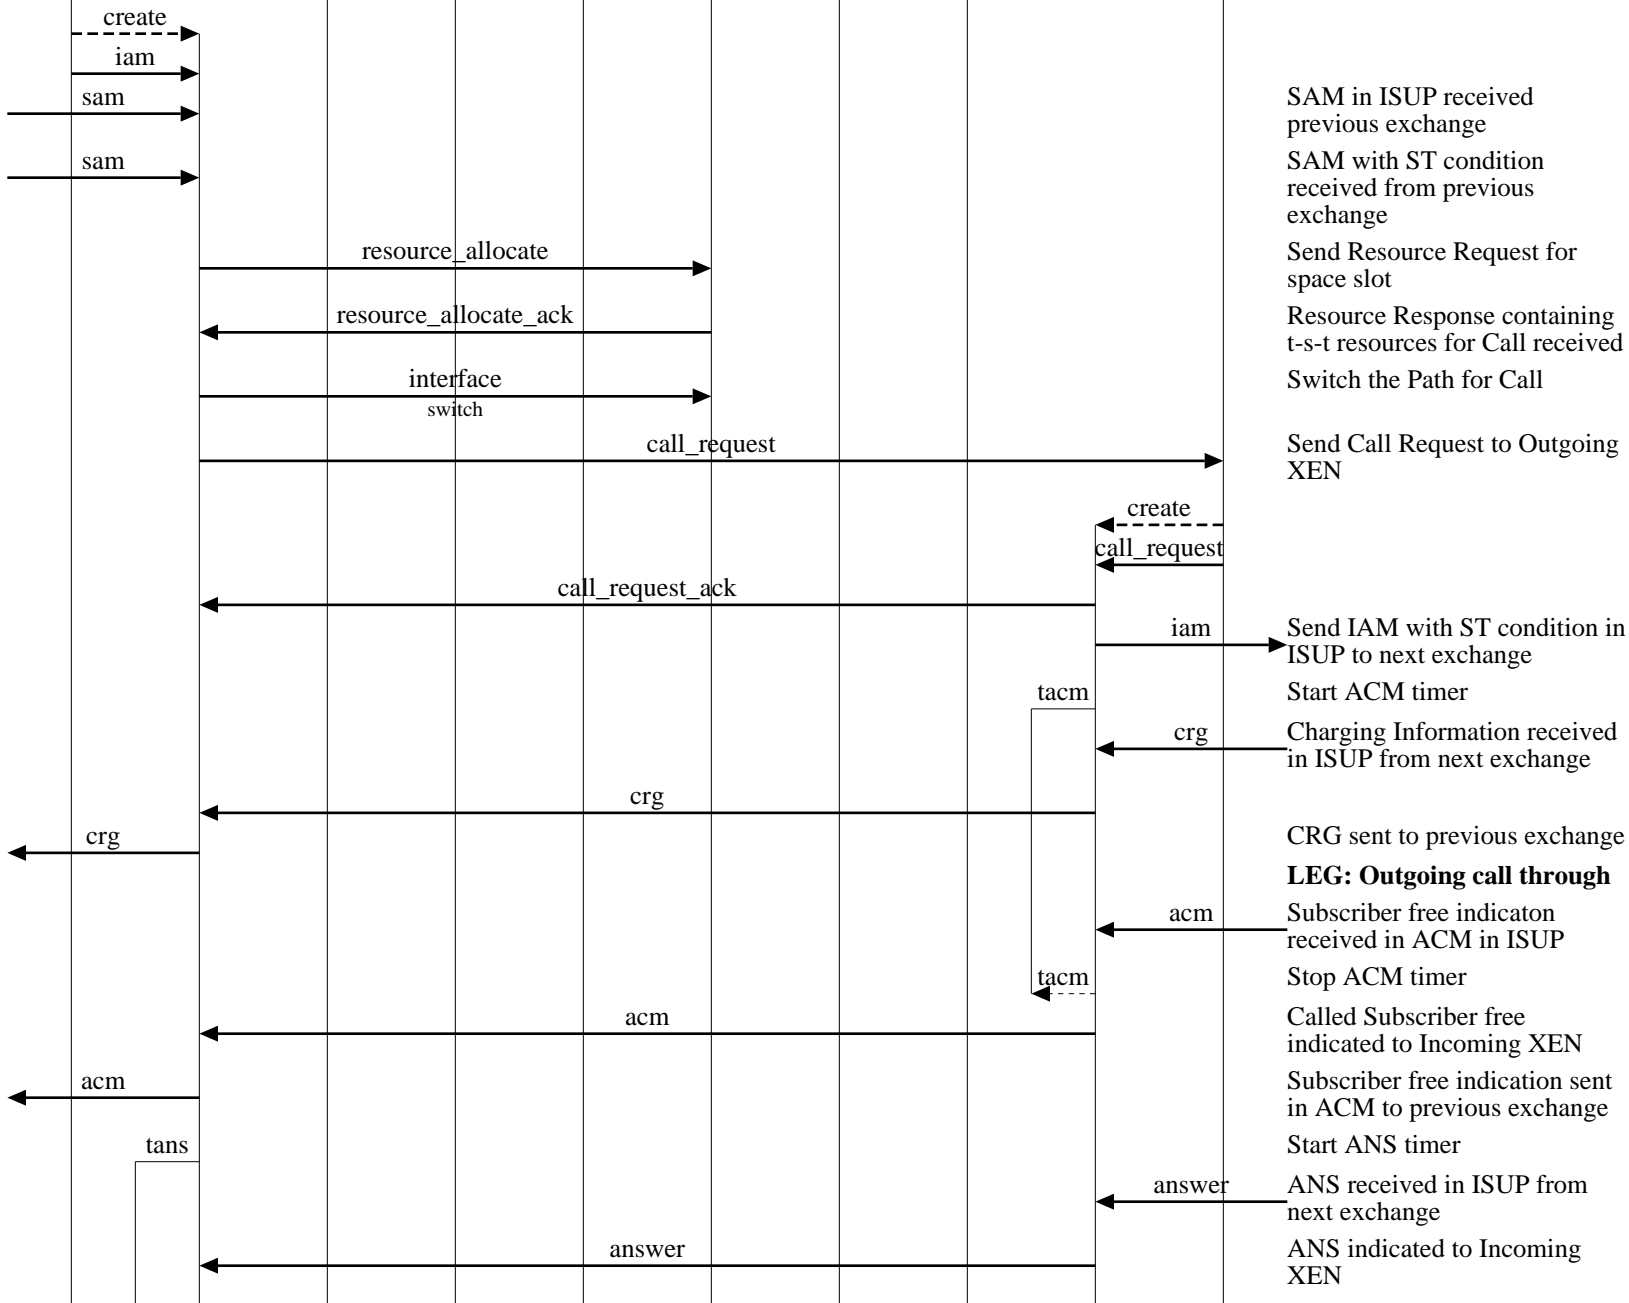 create
iam
sam
SAM in ISUP received
previous exchange
sam
SAM with ST condition
received from previous
exchange
resource_allocate
Send Resource Request for
space slot
resource_allocate_ack
Resource Response containing
t-s-t resources for Call received
interface
switch
Switch the Path for Call
call_request
Send Call Request to Outgoing
XEN
create
call_request
call_request_ack
iam
Send IAM with ST condition in
ISUP to next exchange
tacm
Start ACM timer
crg
Charging Information received
in ISUP from next exchange
crg
crg
CRG sent to previous exchange
LEG: Outgoing call through
acm
Subscriber free indicaton
received in ACM in ISUP
tacm
Stop ACM timer
acm
Called Subscriber free
indicated to Incoming XEN
acm
Subscriber free indication sent
in ACM to previous exchange
tans
Start ANS timer
answer
ANS received in ISUP from
next exchange
answer
ANS indicated to Incoming
XEN